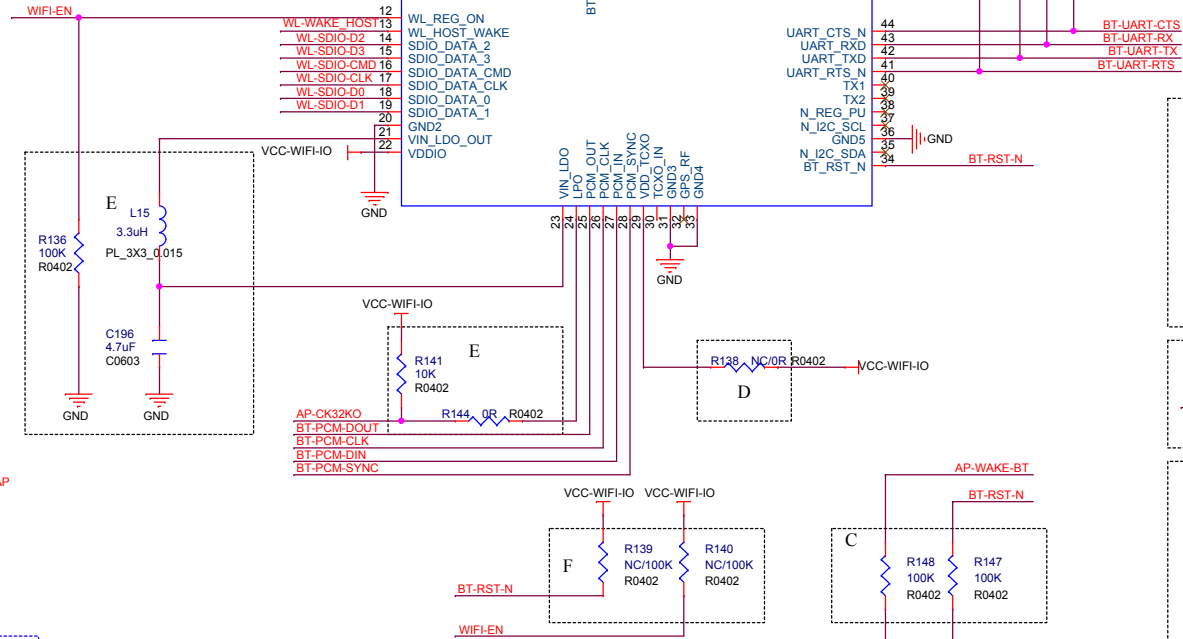 WIFI-EN
BT
12 WL_REG_ON
WL-WAKE_HOST 13 WL_HOST_WAKE
WL-SDIO-D2 14 SDIO_DATA_2
WL-SDIO-D3 15 SDIO_DATA_3
WL-SDIO-CMD 16 SDIO_DATA_CMD
WL-SDIO-CLK 17 SDIO_DATA_CLK
WL-SDIO-D0 18 SDIO_DATA_0
WL-SDIO-D1 19 SDIO_DATA_1
20 GND2
21 VIN_LDO_OUT
VCC-WIFI-IO 22 VDDIO
GND
UART_CTS_N 44 BT-UART-CTS
UART_RXD 43 BT-UART-RX
UART_TXD 42 BT-UART-TX
UART_RTS_N 41 BT-UART-RTS
TX1 40
TX2 39
N_REG_PU 38
N_I2C_SCL 37
GND5 36 GND
N_I2C_SDA 35
BT_RST_N 34 BT-RST-N
VIN_LDO 23
LPO 24
PCM_OUT 25
PCM_CLK 26
PCM_IN 27
PCM_SYNC 28
VDD_TCXO 29
TCXO_IN 30
GND3 31
GPS_RF 32
GND4 33
GND
E
L15
3.3uH
PL_3X3_0.015
R136
100K
R0402
C196
4.7uF
C0603
GND
GND
VCC-WIFI-IO
E
R141
10K
R0402
AP-CK32KO R144 0R R0402
BT-PCM-DOUT
BT-PCM-CLK
BT-PCM-DIN
BT-PCM-SYNC
R138 NC/0R R0402 VCC-WIFI-IO
D
AP
VCC-WIFI-IO VCC-WIFI-IO
F
R139
NC/100K
R0402
R140
NC/100K
R0402
BT-RST-N
WIFI-EN
AP-WAKE-BT
BT-RST-N
C
R148
100K
R0402
R147
100K
R0402